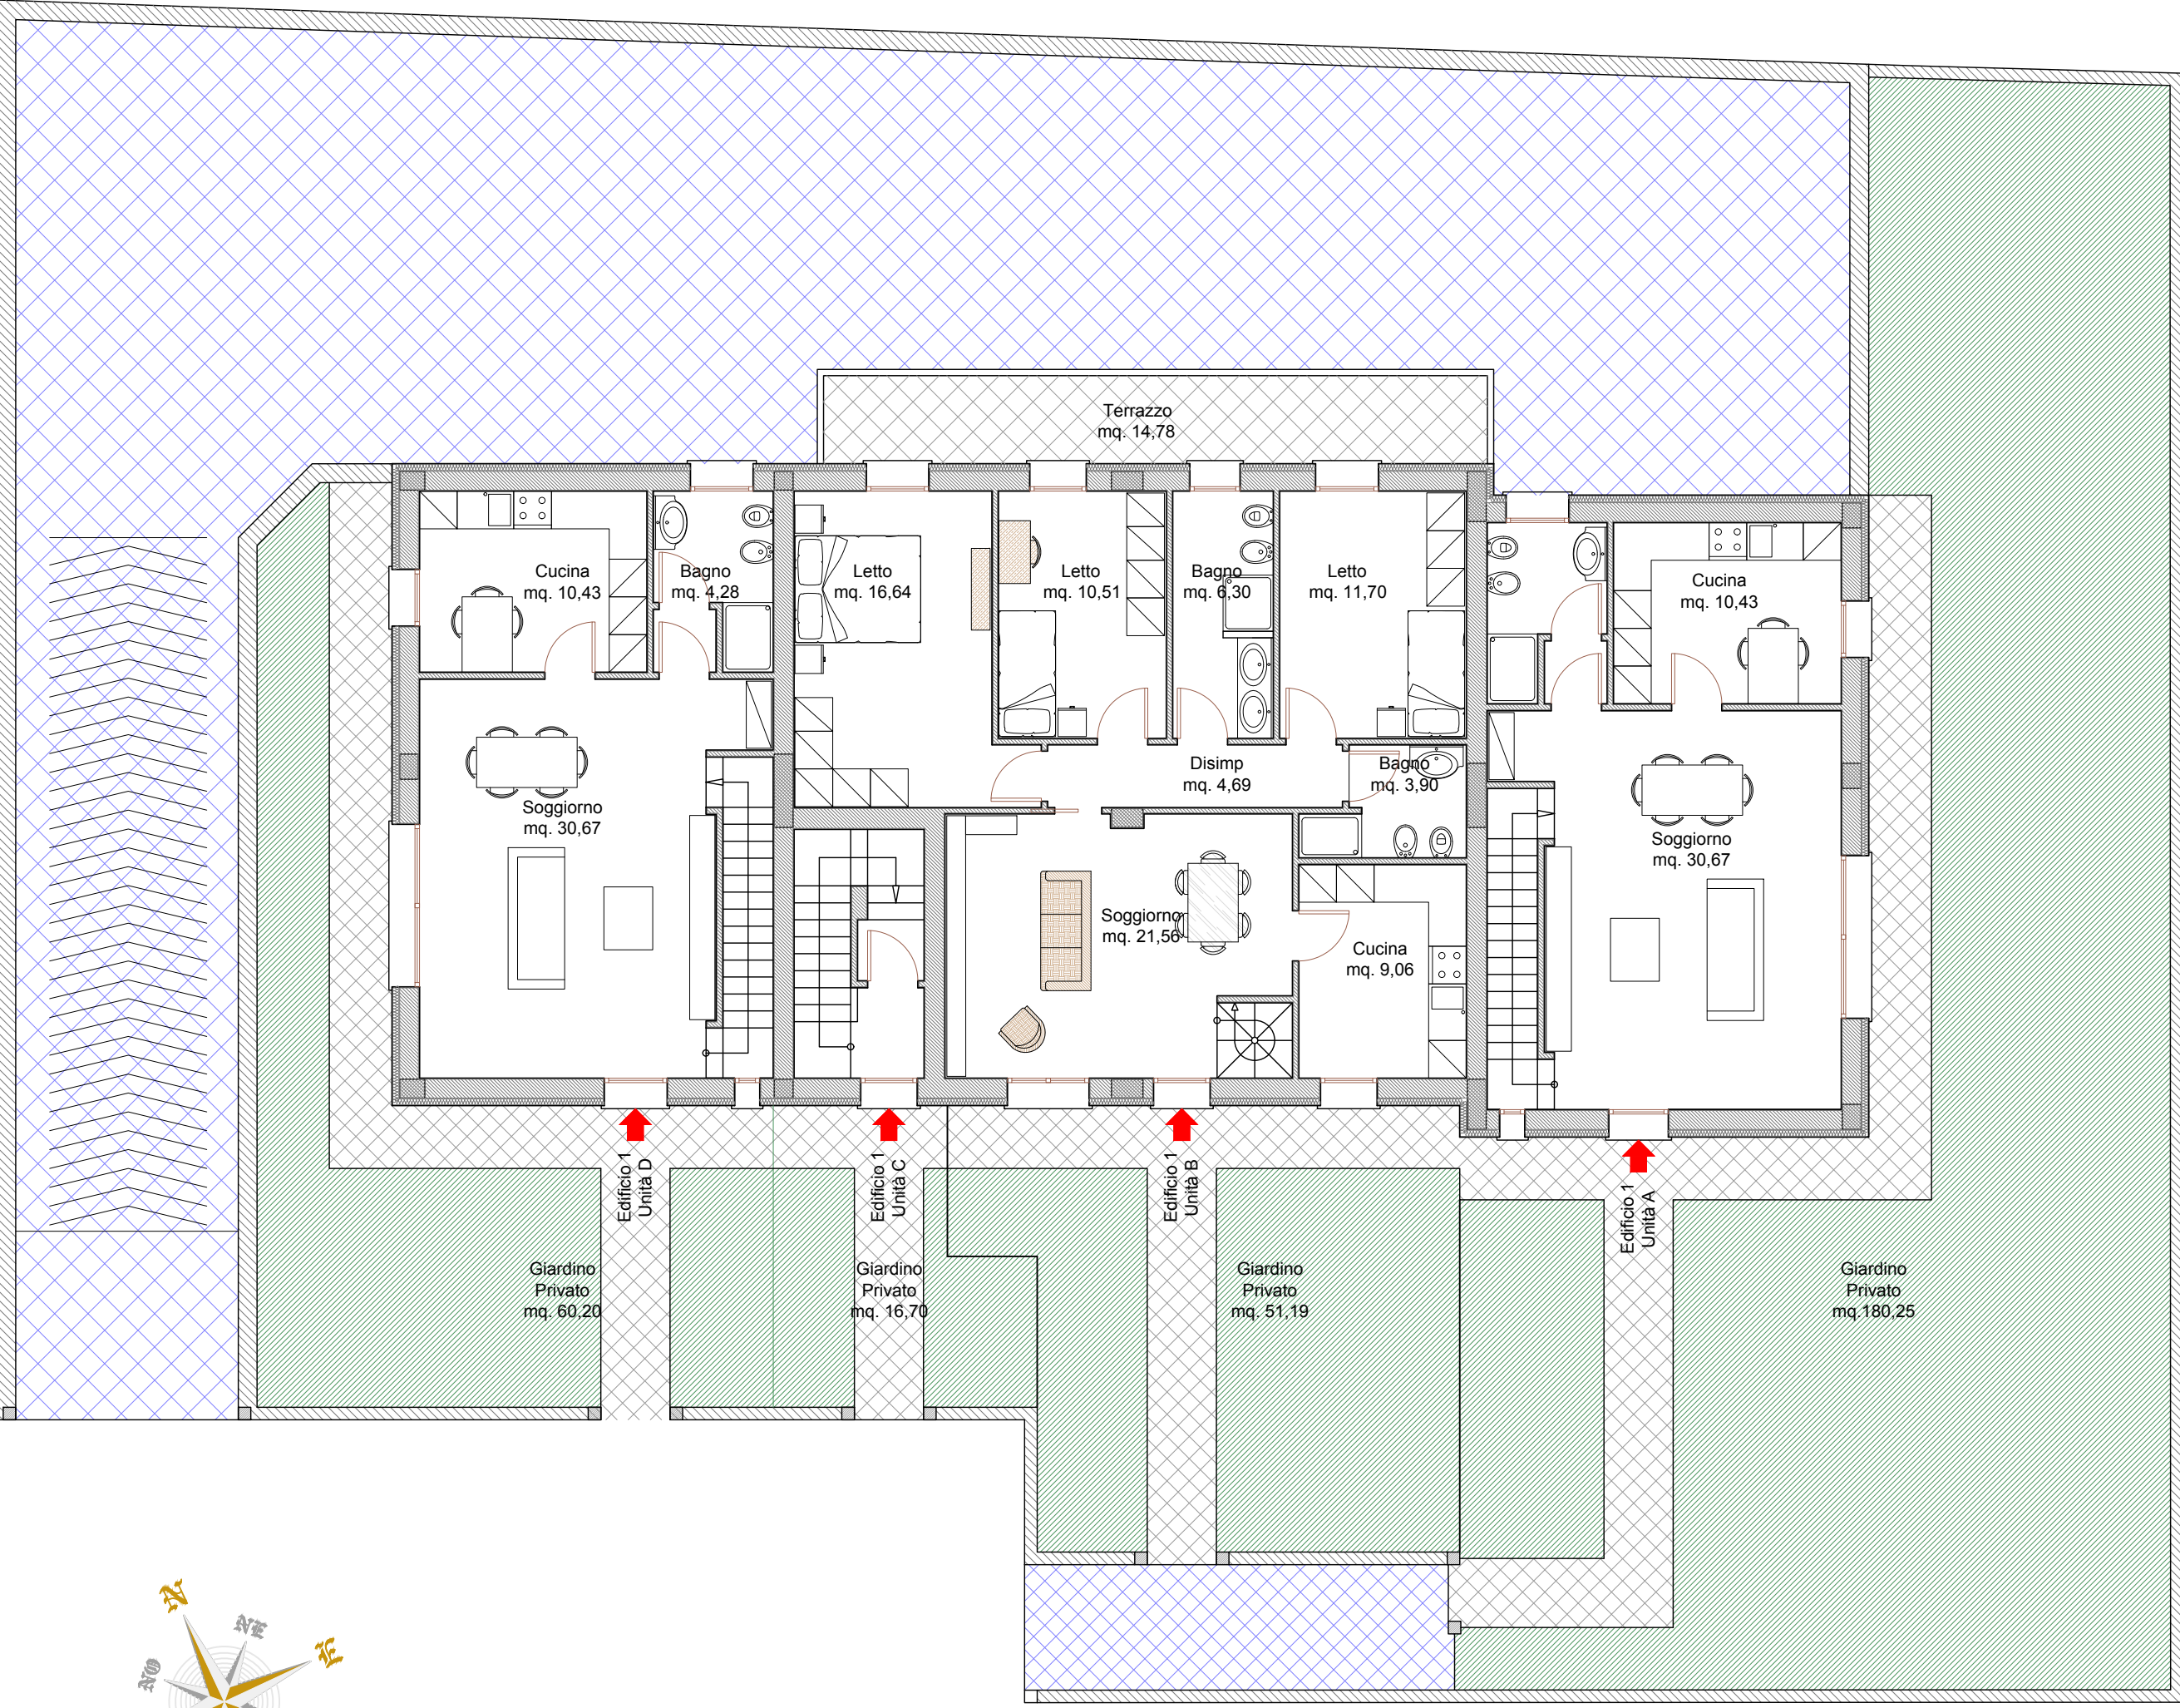 Terrazzo
mq. 14,78
Cucina
mq. 10,43
Bagno
mq. 4,28
Letto
mq. 16,64
Letto
mq. 10,51
Bagno
mq. 6,30
Letto
mq. 11,70
Cucina
mq. 10,43
Disimp
mq. 4,69
Bagno
mq. 3,90
Soggiorno
mq. 30,67
Soggiorno
mq. 30,67
Soggiorno
mq. 21,56
Cucina
mq. 9,06
Edificio 1
Unità D
Edificio 1
Unità C
Edificio 1
Unità B
Edificio 1
Unità A
Giardino
Privato
mq. 60,20
Giardino
Privato
mq. 16,70
Giardino
Privato
mq. 51,19
Giardino
Privato
mq.180,25
N
NE
E
NO